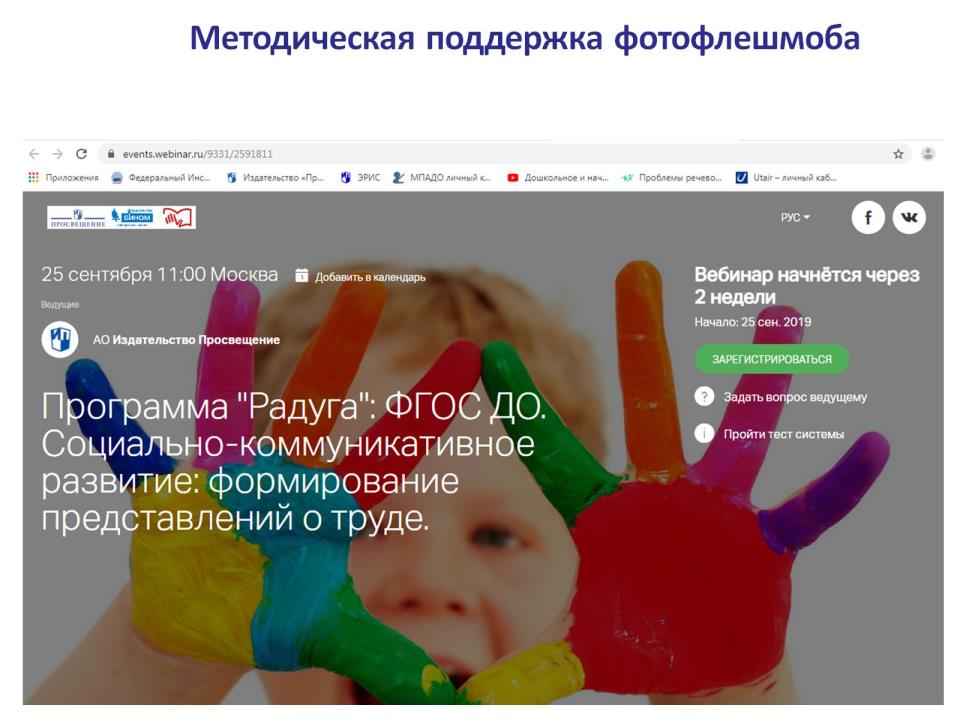 Методическая поддержка фотофлешмоба
events.webinar.ru/9331/2591811
Приложения Федеральный Инс... Издательство «Пр... ЭРИС МПАДО личный к... Дошкольное и нач... Проблемы речево... Utair – личный каб...
ПРОСВЕЩЕНИЕ БИНОМ
РУС
25 сентября 11:00 Москва Добавить в календарь
Ведущие
АО Издательство Просвещение
Программа "Радуга": ФГОС ДО.
Социально-коммуникативное
развитие: формирование
представлений о труде.
Вебинар начнётся через
2 недели
Начало: 25 сен. 2019
ЗАРЕГИСТРИРОВАТЬСЯ
Задать вопрос ведущему
Пройти тест системы